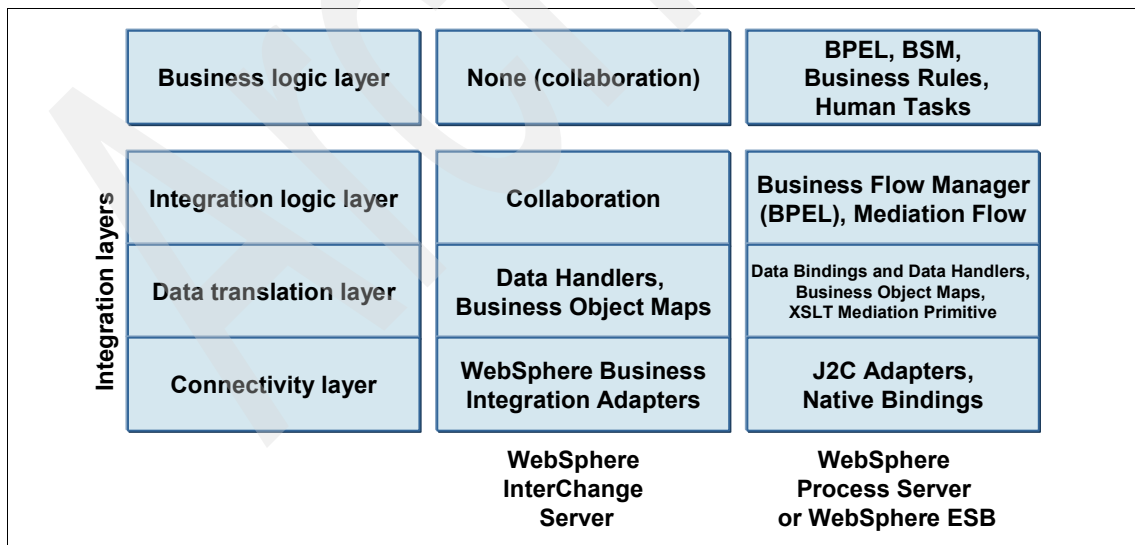 Business logic layer
None (collaboration)
BPEL, BSM,
Business Rules,
Human Tasks
Integration layers
Integration logic layer
Collaboration
Business Flow Manager
(BPEL), Mediation Flow
Data translation layer
Data Handlers,
Business Object Maps
Data Bindings and Data Handlers,
Business Object Maps,
XSLT Mediation Primitive
Connectivity layer
WebSphere Business
Integration Adapters
J2C Adapters,
Native Bindings
WebSphere
InterChange
Server
WebSphere
Process Server
or WebSphere ESB